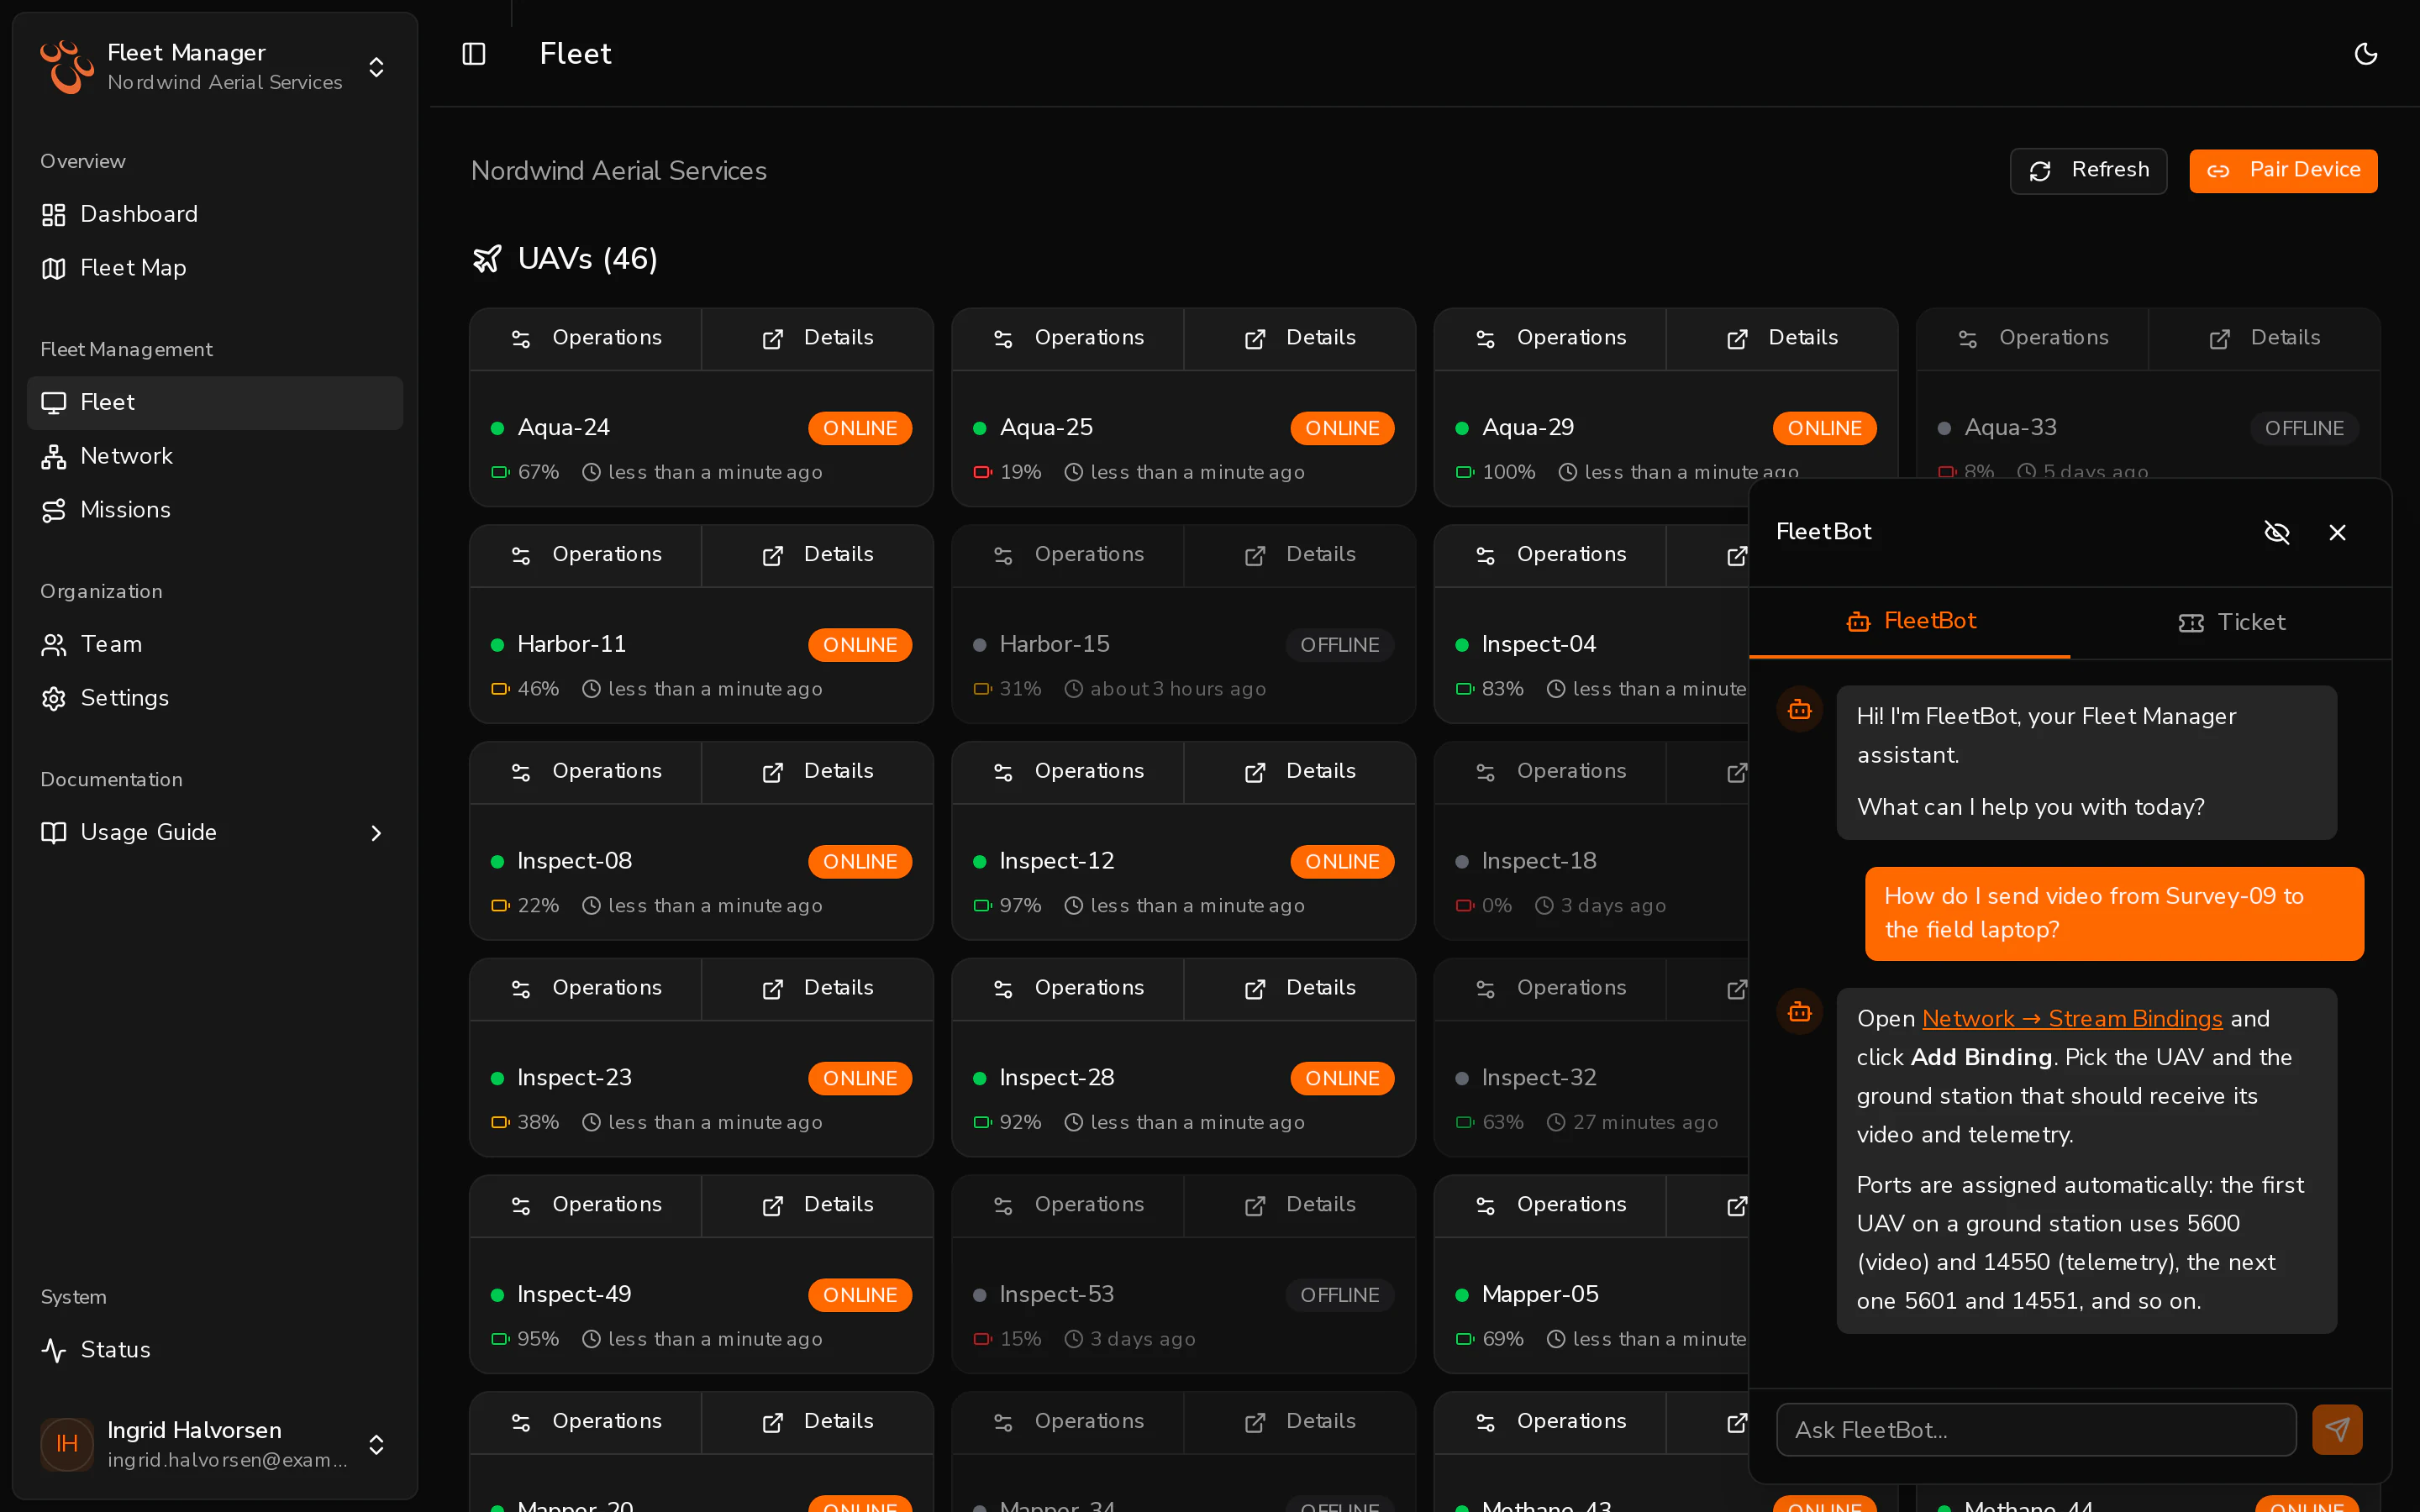 Fleet Manager
Nordwind Aerial Services
Overview
Dashboard
Fleet Map
Fleet Management
Fleet
Network
Missions
Organization
Team
Settings
Documentation
Usage Guide
System
Status
IH
Ingrid Halvorsen
ingrid.halvorsen@exam...
Fleet
Nordwind Aerial Services
Refresh
Pair Device
UAVs (46)
Operations Details
Aqua-24 ONLINE
67% less than a minute ago
Operations Details
Aqua-25 ONLINE
19% less than a minute ago
Operations Details
Aqua-29 ONLINE
100% less than a minute ago
Operations Details
Aqua-33 OFFLINE
8% 5 days ago
Operations Details
Harbor-11 ONLINE
46% less than a minute ago
Operations Details
Harbor-15 OFFLINE
31% about 3 hours ago
Operations
Inspect-04
83% less than a minute
Operations Details
Inspect-08 ONLINE
22% less than a minute ago
Operations Details
Inspect-12 ONLINE
97% less than a minute ago
Operations
Inspect-18
0% 3 days ago
Operations Details
Inspect-23 ONLINE
38% less than a minute ago
Operations Details
Inspect-28 ONLINE
92% less than a minute ago
Operations
Inspect-32
63% 27 minutes ago
Operations Details
Inspect-49 ONLINE
95% less than a minute ago
Operations Details
Inspect-53 OFFLINE
15% 3 days ago
Operations
Mapper-05
69% less than a minute
Operations Details
Mapper-20 ONLINE
Operations Details
Mapper-34 OFFLINE
Operations
Methane-43 ONLINE
Methane-44 ONLINE
FleetBot
FleetBot
Ticket
Hi! I'm FleetBot, your Fleet Manager
assistant.
What can I help you with today?
How do I send video from Survey-09 to
the field laptop?
Open Network → Stream Bindings and
click Add Binding. Pick the UAV and the
ground station that should receive its
video and telemetry.
Ports are assigned automatically: the first
UAV on a ground station uses 5600
(video) and 14550 (telemetry), the next
one 5601 and 14551, and so on.
Ask FleetBot...